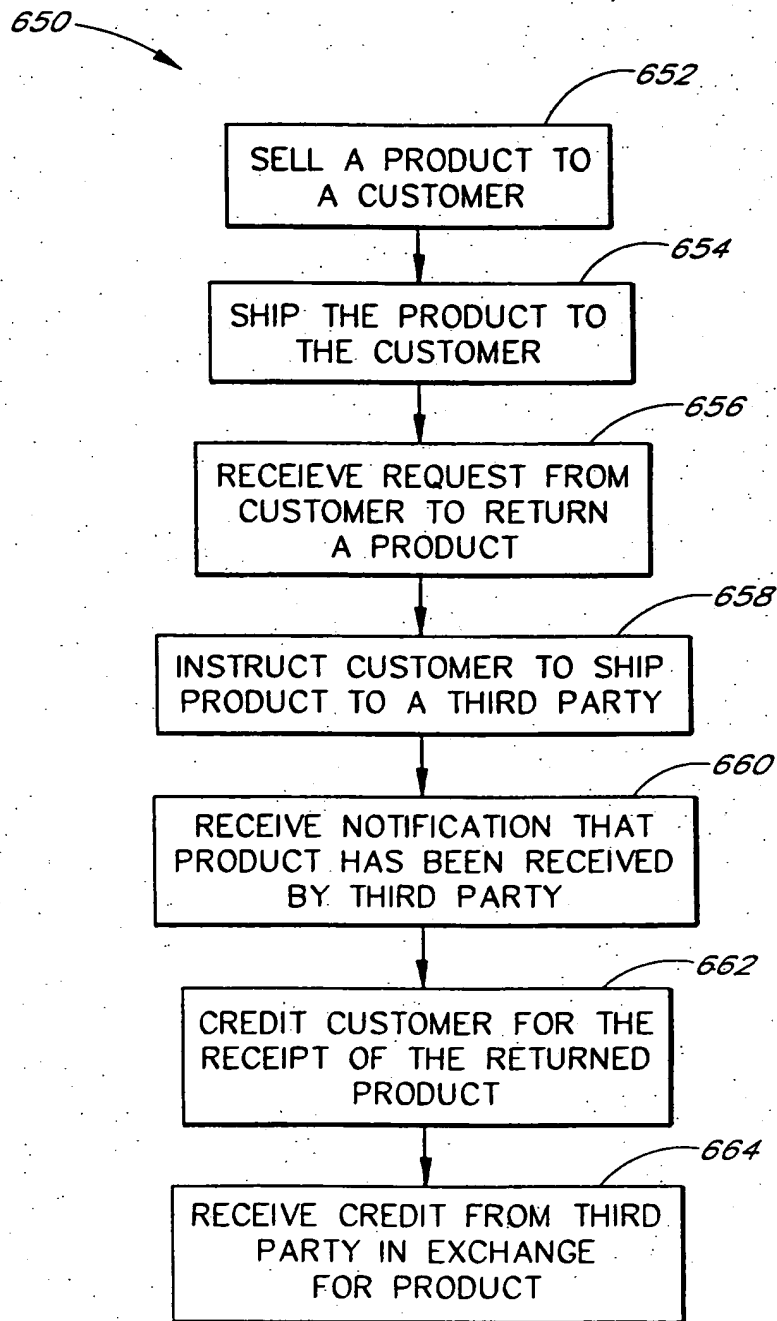 650
652
SELL A PRODUCT TO
A CUSTOMER
654
SHIP THE PRODUCT TO
THE CUSTOMER
656
RECEIEVE REQUEST FROM
CUSTOMER TO RETURN
A PRODUCT
658
INSTRUCT CUSTOMER TO SHIP
PRODUCT TO A THIRD PARTY
660
RECEIVE NOTIFICATION THAT
PRODUCT HAS BEEN RECEIVED
BY THIRD PARTY
662
CREDIT CUSTOMER FOR THE
RECEIPT OF THE RETURNED
PRODUCT
664
RECEIVE CREDIT FROM THIRD
PARTY IN EXCHANGE
FOR PRODUCT